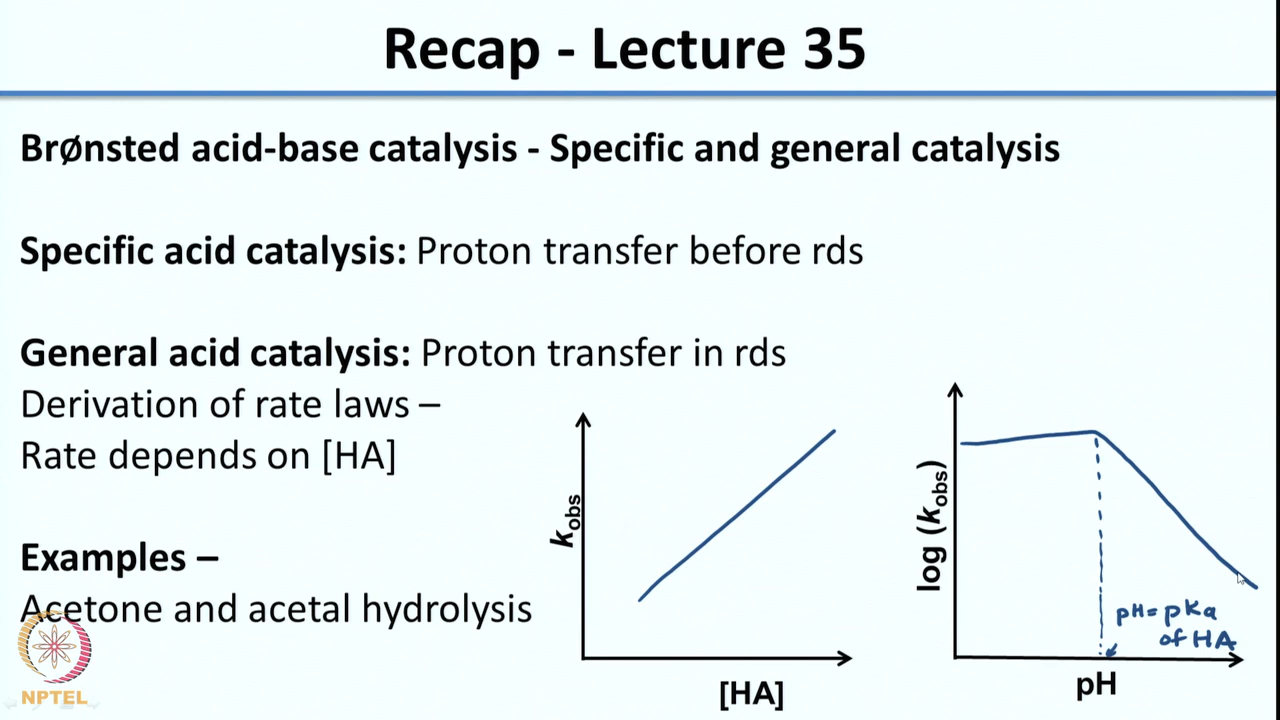 Recap - Lecture 35
Brønsted acid-base catalysis - Specific and general catalysis
Specific acid catalysis: Proton transfer before rds
General acid catalysis: Proton transfer in rds
Derivation of rate laws –
Rate depends on [HA]
Examples –
Acetone and acetal hydrolysis
kobs
[HA]
log (kobs)
pH= pKa
of HA
pH
NPTEL